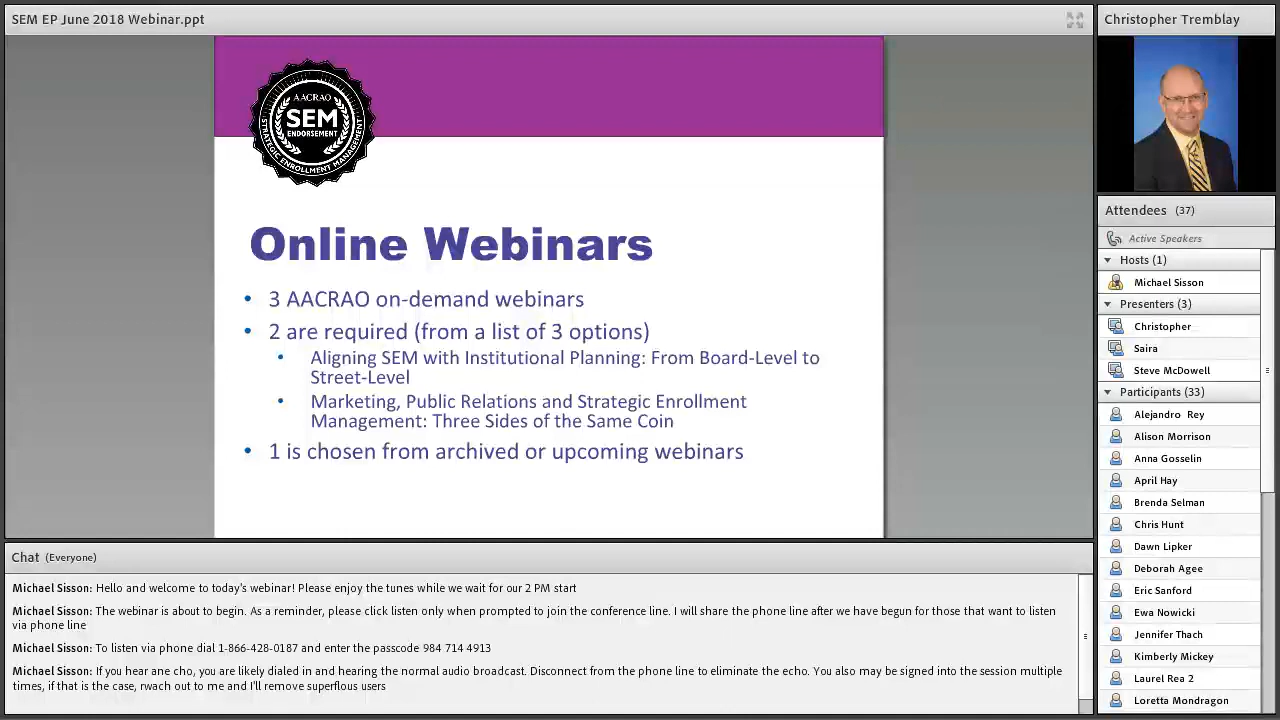 SEM EP June 2018 Webinar.ppt
AACRAO
SEM
ENDORSEMENT
STRATEGIC ENROLLMENT MANAGEMENT
Online Webinars
• 3 AACRAO on-demand webinars
• 2 are required (from a list of 3 options)
• Aligning SEM with Institutional Planning: From Board-Level to
Street-Level
• Marketing, Public Relations and Strategic Enrollment
Management: Three Sides of the Same Coin
• 1 is chosen from archived or upcoming webinars
Chat (Everyone)
Michael Sisson: Hello and welcome to today's webinar! Please enjoy the tunes while we wait for our 2 PM start
Michael Sisson: The webinar is about to begin. As a reminder, please click listen only when prompted to join the conference line. I will share the phone line after we have begun for those that want to listen
via phone line
Michael Sisson: To listen via phone dial 1-866-428-0187 and enter the passcode 984 714 4913
Michael Sisson: If you hear an cho, you are likely dialed in and hearing the normal audio broadcast. Disconnect from the phone line to eliminate the echo. You also may be signed into the session multiple
times, if that is the case, rwach out to me and I'll remove superflous users
Christopher Tremblay
Attendees (37)
Active Speakers
Hosts (1)
Michael Sisson
Presenters (3)
Christopher
Saira
Steve McDowell
Participants (33)
Alejandro Rey
Alison Morrison
Anna Gosselin
April Hay
Brenda Selman
Chris Hunt
Dawn Lipker
Deborah Agee
Eric Sanford
Ewa Nowicki
Jennifer Thach
Kimberly Mickey
Laurel Rea 2
Loretta Mondragon